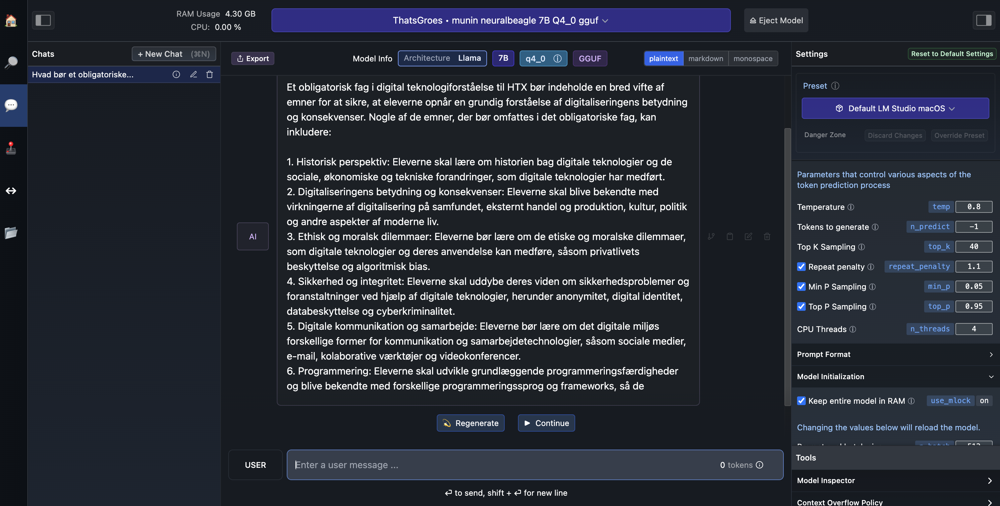 RAM Usage 4.30 GB
CPU: 0.00 %
ThatsGroes • munin neuralbeagle 7B Q4_0 gguf
Eject Model
Chats
+ New Chat (⌘N)
Hvad bør et obligatoriske...
Export
Model Info
Architecture Llama
7B
q4_0
GGUF
plaintext
markdown
monospace
Et obligatorisk fag i digital teknologiforståelse til HTX bør indeholde en bred vifte af
emner for at sikre, at eleverne opnår en grundig forståelse af digitaliseringens betydning
og konsekvenser. Nogle af de emner, der bør omfattes i det obligatoriske fag, kan
inkludere:
1. Historisk perspektiv: Eleverne skal lære om historien bag digitale teknologier og de
sociale, økonomiske og tekniske forandringer, som digitale teknologier har medført.
2. Digitaliseringens betydning og konsekvenser: Eleverne skal blive bekendte med
virkningerne af digitalisering på samfundet, eksternt handel og produktion, kultur, politik
og andre aspekter af moderne liv.
3. Ethisk og moralsk dilemmaer: Eleverne bør lære om de etiske og moralske dilemmaer,
som digitale teknologier og deres anvendelse kan medføre, såsom privatlivets
beskyttelse og algoritmisk bias.
4. Sikkerhed og integritet: Eleverne skal uddybe deres viden om sikkerhedsproblemer og
foranstaltninger ved hjælp af digitale teknologier, herunder anonymitet, digital identitet,
databeskyttelse og cyberkriminalitet.
5. Digitale kommunikation og samarbejde: Eleverne bør lære om det digitale miljøs
forskellige former for kommunikation og samarbejdetechnologier, såsom sociale medier,
e-mail, kolaborative værktøjer og videokonferencer.
6. Programmering: Eleverne skal udvikle grundlæggende programmeringsfærdigheder
og blive bekendte med forskellige programmeringssprog og frameworks, så de
AI
Regenerate
Continue
USER
Enter a user message ...
0 tokens
↩ to send, shift + ↩ for new line
Settings
Reset to Default Settings
Preset
Default LM Studio macOS
Danger Zone
Discard Changes
Override Preset
Parameters that control various aspects of the
token prediction process
Temperature temp 0.8
Tokens to generate n_predict -1
Top K Sampling top_k 40
Repeat penalty repeat_penalty 1.1
Min P Sampling min_p 0.05
Top P Sampling top_p 0.95
CPU Threads n_threads 4
Prompt Format
Model Initialization
Keep entire model in RAM use_mlock on
Changing the values below will reload the model.
Tools
Model Inspector
Context Overflow Policy